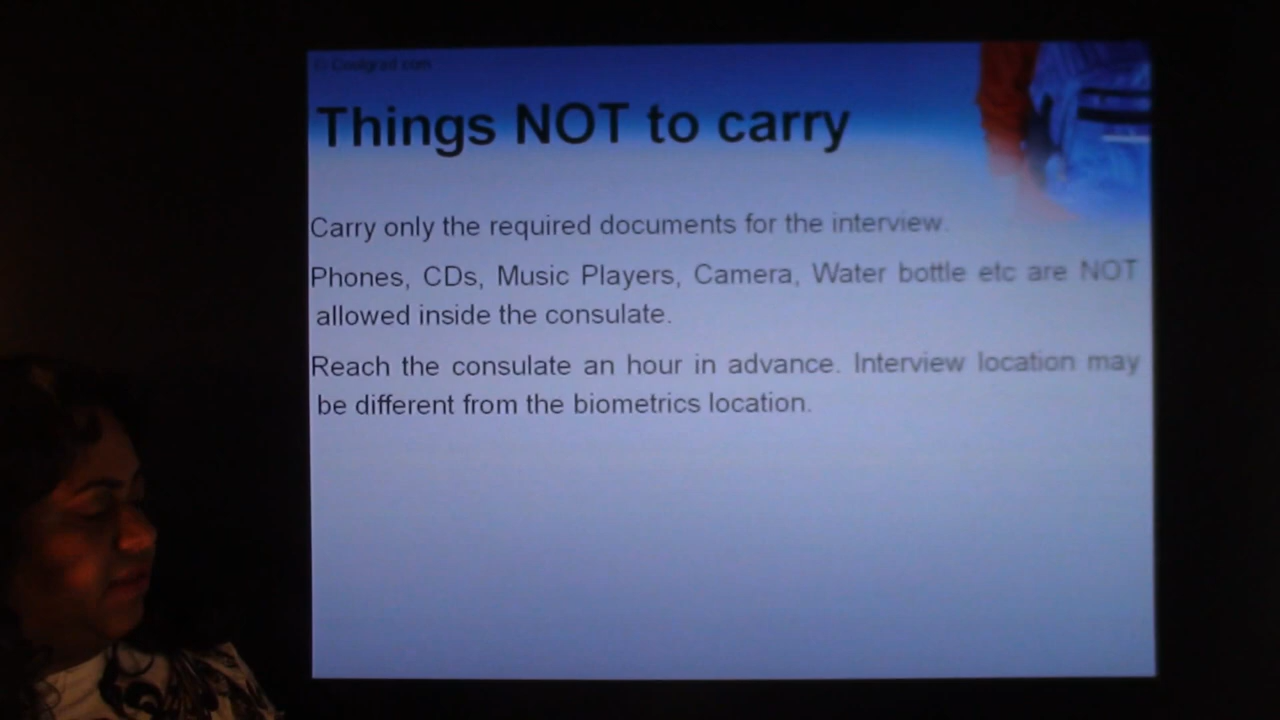 © Coolgrad.com
Things NOT to carry
Carry only the required documents for the interview.
Phones, CDs, Music Players, Camera, Water bottle etc are NOT
allowed inside the consulate.
Reach the consulate an hour in advance. Interview location may
be different from the biometrics location.